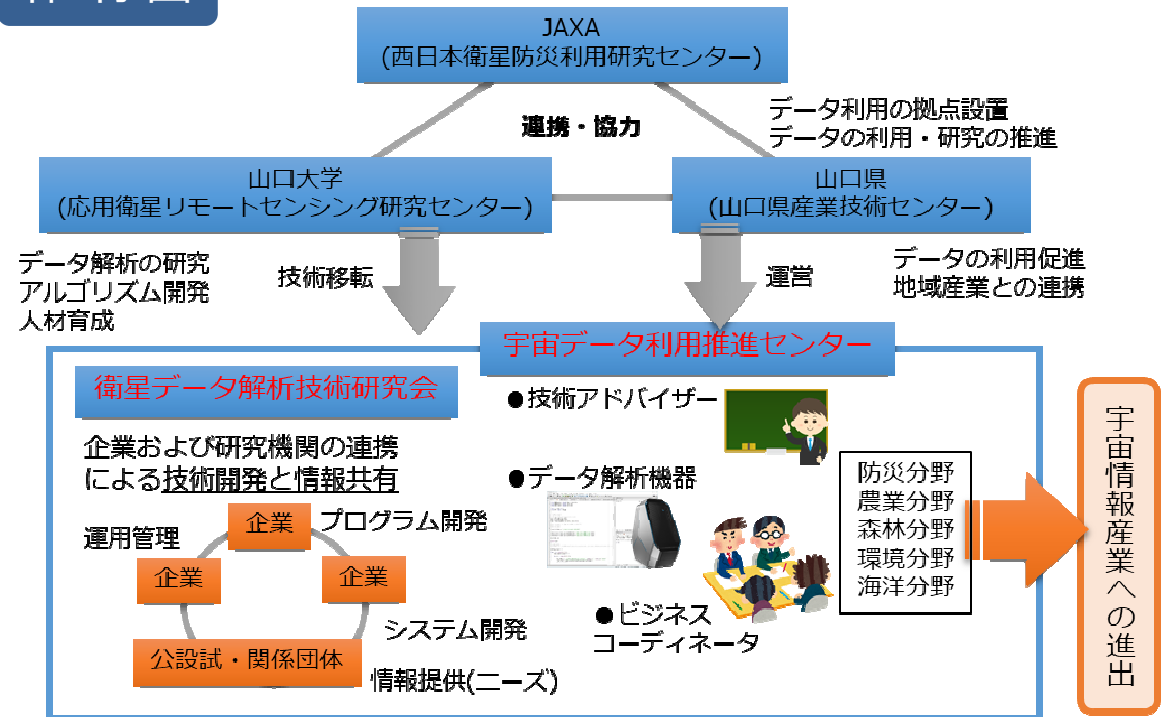 JAXA
(西日本衛星防災利用研究センター)
連携・協力
データ利用の拠点設置
データの利用・研究の推進
山口大学
(応用衛星リモートセンシング研究センター)
山口県
(山口県産業技術センター)
データ解析の研究
アルゴリズム開発
人材育成
技術移転
運営
データの利用促進
地域産業との連携
宇宙データ利用推進センター
衛星データ解析技術研究会
企業および研究機関の連携
による技術開発と情報共有
運用管理
企業
プログラム開発
企業
企業
システム開発
公設試・関係団体
情報提供(ニーズ)
●技術アドバイザー
●データ解析機器
●ビジネス
コーディネータ
防災分野
農業分野
森林分野
環境分野
海洋分野
宇宙情報産業への進出